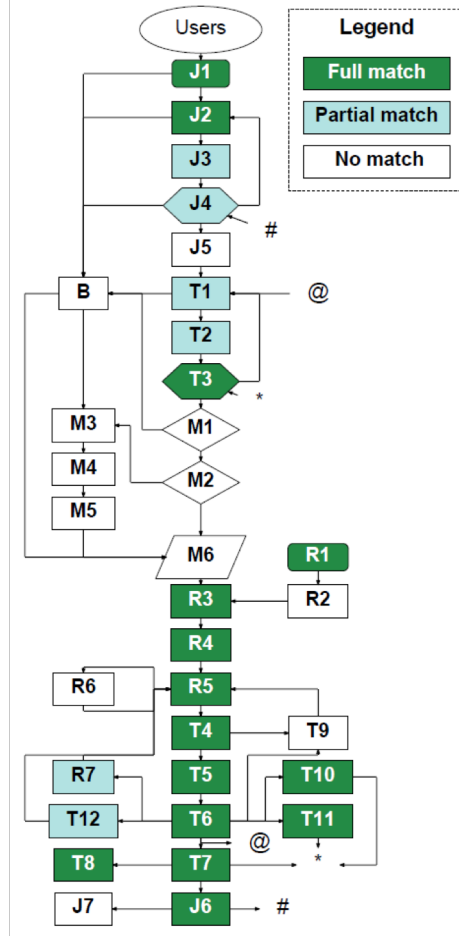 Users
Legend
J1
Full match
J2
Partial match
J3
No match
J4
#
J5
B
T1
@
T2
T3
*
M3
M1
M4
M2
M5
M6
R1
R3
R2
R4
R6
R5
T4
T9
R7
T5
T10
T12
T6
T11
@
T8
T7
*
J7
J6
#